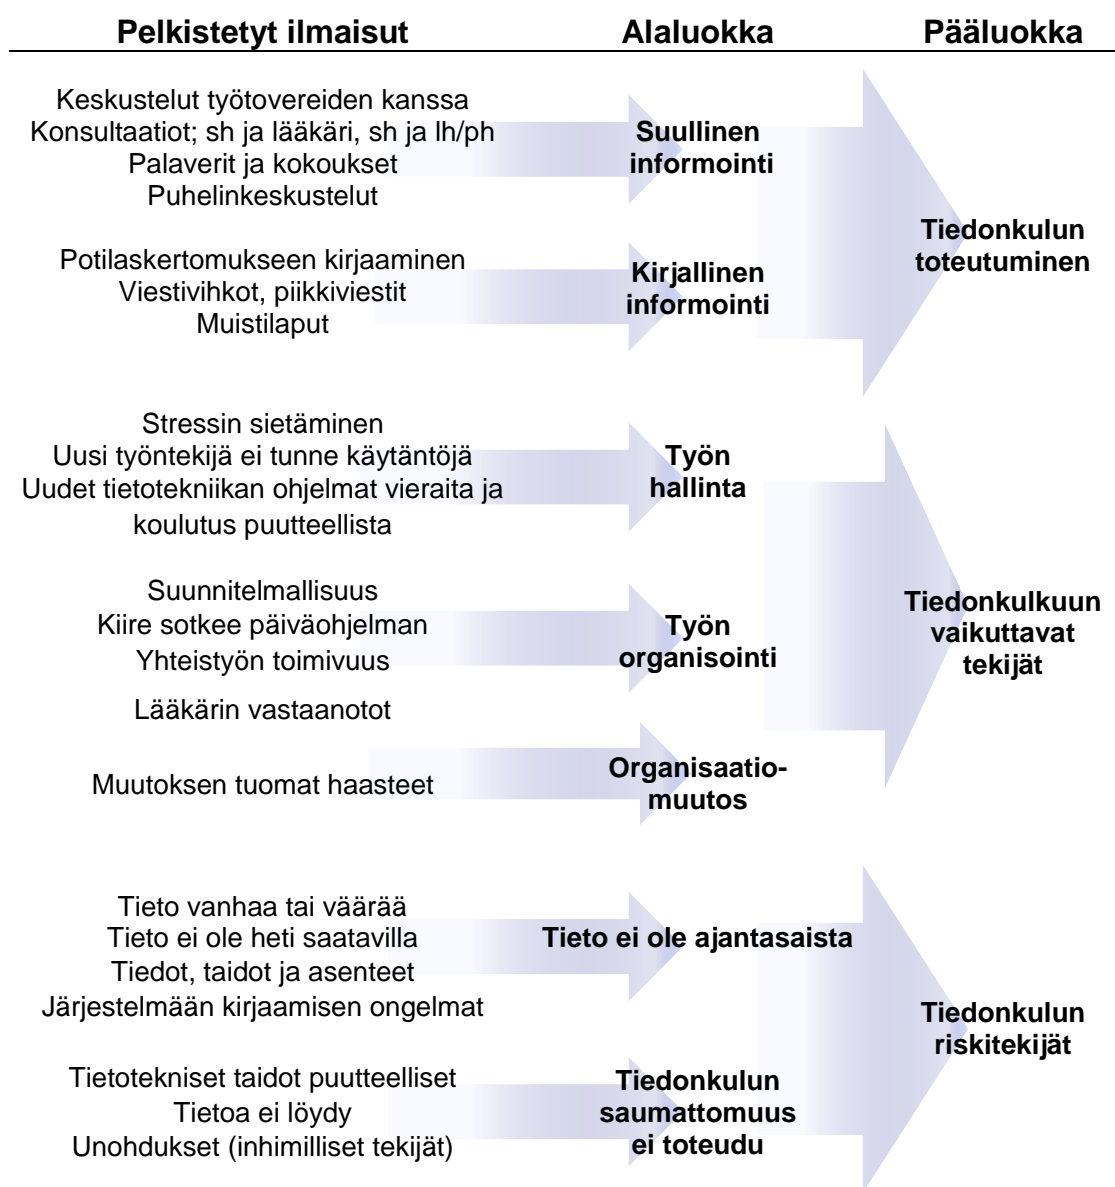 Pelkistetyt ilmaisut Alaluokka Pääluokka
Keskustelut työtovereiden kanssa
Konsultaatiot; sh ja lääkäri, sh ja lh/ph
Palaverit ja kokoukset
Puhelinkeskustelut
Suullinen
informointi
Potilaskertomukseen kirjaaminen
Viestivihkot, piikkiviestit
Muistilaput
Kirjallinen
informointi
Tiedonkulun
toteutuminen
Stressin sietäminen
Uusi työntekijä ei tunne käytäntöjä
Uudet tietotekniikan ohjelmat vieraita ja
koulutus puutteellista
Työn
hallinta
Suunnitelmallisuus
Kiire sotkee päiväohjelman
Yhteistyön toimivuus
Lääkärin vastaanotot
Työn
organisointi
Muutoksen tuomat haasteet
Organisaatio-
muutos
Tiedonkulkuun
vaikuttavat
tekijät
Tieto vanhaa tai väärää
Tieto ei ole heti saatavilla
Tiedot, taidot ja asenteet
Järjestelmään kirjaamisen ongelmat
Tieto ei ole ajantasaista
Tietotekniset taidot puutteelliset
Tietoa ei löydy
Unohdukset (inhimilliset tekijät)
Tiedonkulun
saumattomuus
ei toteudu
Tiedonkulun
riskitekijät